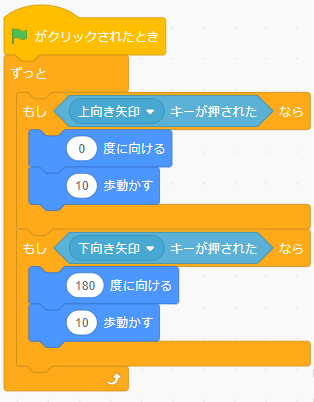 がクリックされたとき
ずっと
もし 上向き矢印 キーが押された なら
0 度に向ける
10 歩動かす
もし 下向き矢印 キーが押された なら
180 度に向ける
10 歩動かす